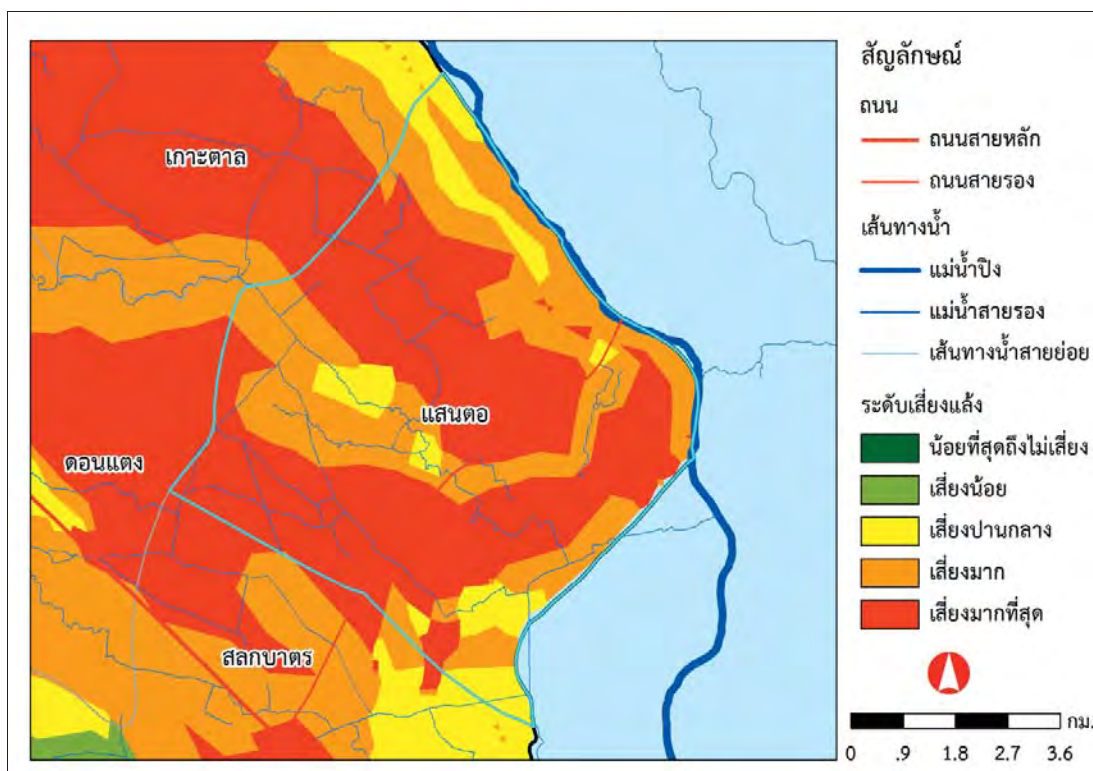 สัญลักษณ์
ถนน
ถนนสายหลัก
ถนนสายรอง
เส้นทางน้ำ
แม่น้ำปิง
แม่น้ำสายรอง
เส้นทางน้ำสายย่อย
ระดับเสี่ยงแล้ง
น้อยที่สุดถึงไม่เสี่ยง
เสี่ยงน้อย
เสี่ยงปานกลาง
เสี่ยงมาก
เสี่ยงมากที่สุด
กม.
0 .9 1.8 2.7 3.6
เกาะตาล
แสนตอ
ดอนแตง
สลกบาตร